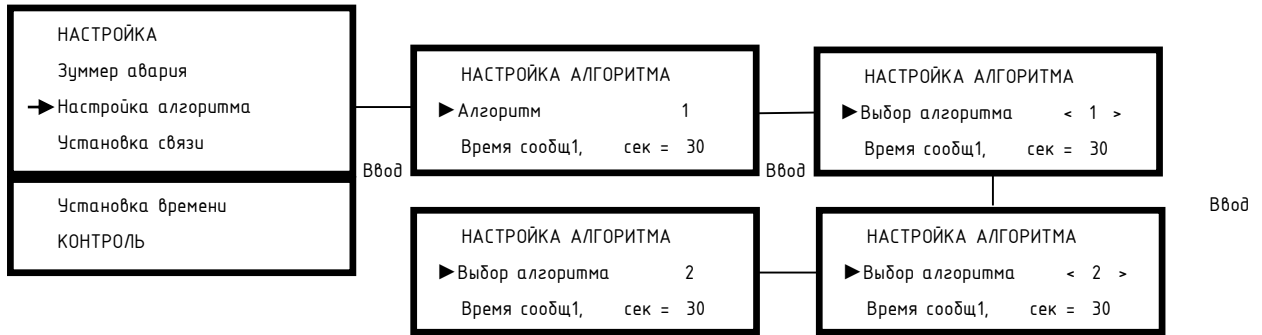 НАСТРОЙКА
Зуммер авария
Настройка алгоритма
Установка связи
Установка времени
КОНТРОЛЬ
Ввод
НАСТРОЙКА АЛГОРИТМА
Алгоритм 1
Время сообщ1, сек = 30
Ввод
НАСТРОЙКА АЛГОРИТМА
Выбор алгоритма < 1 >
Время сообщ1, сек = 30
Ввод
НАСТРОЙКА АЛГОРИТМА
Выбор алгоритма 2
Время сообщ1, сек = 30
НАСТРОЙКА АЛГОРИТМА
Выбор алгоритма < 2 >
Время сообщ1, сек = 30